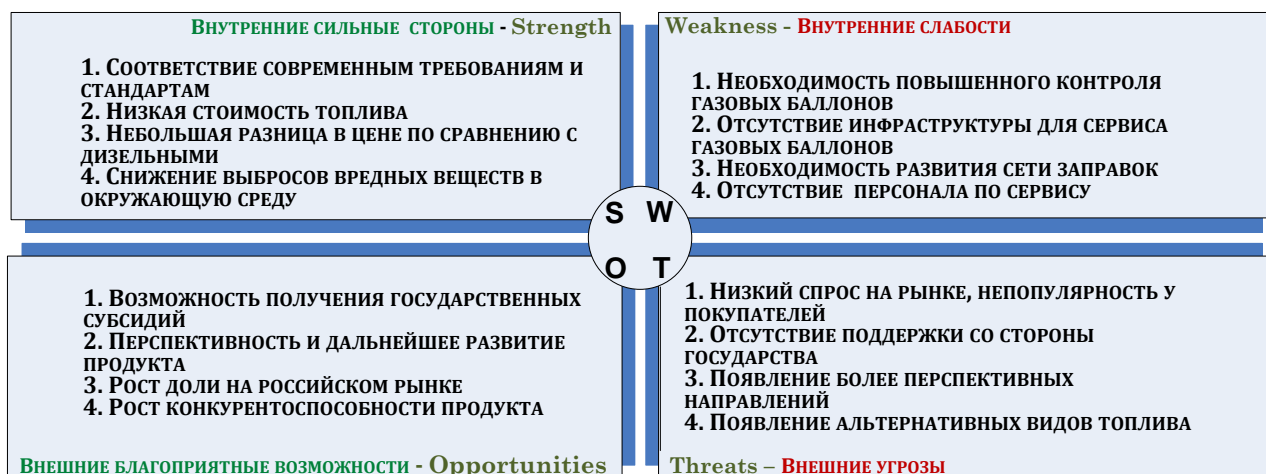 Внутренние сильные стороны - Strength
1. Соответствие современным требованиям и
стандартам
2. Низкая стоимость топлива
3. Небольшая разница в цене по сравнению с
дизельными
4. Снижение выбросов вредных веществ в
окружающую среду
Weakness - Внутренние слабости
1. Необходимость повышенного контроля
газовых баллонов
2. Отсутствие инфраструктуры для сервиса
газовых баллонов
3. Необходимость развития сети заправок
4. Отсутствие персонала по сервису
S W
O T
1. Возможность получения государственных
субсидий
2. Перспективность и дальнейшее развитие
продукта
3. Рост доли на российском рынке
4. Рост конкурентоспособности продукта
Внешние благоприятные возможности - Opportunities
1. Низкий спрос на рынке, непопулярность у
покупателей
2. Отсутствие поддержки со стороны
государства
3. Появление более перспективных
направлений
4. Появление альтернативных видов топлива
Threats – Внешние угрозы